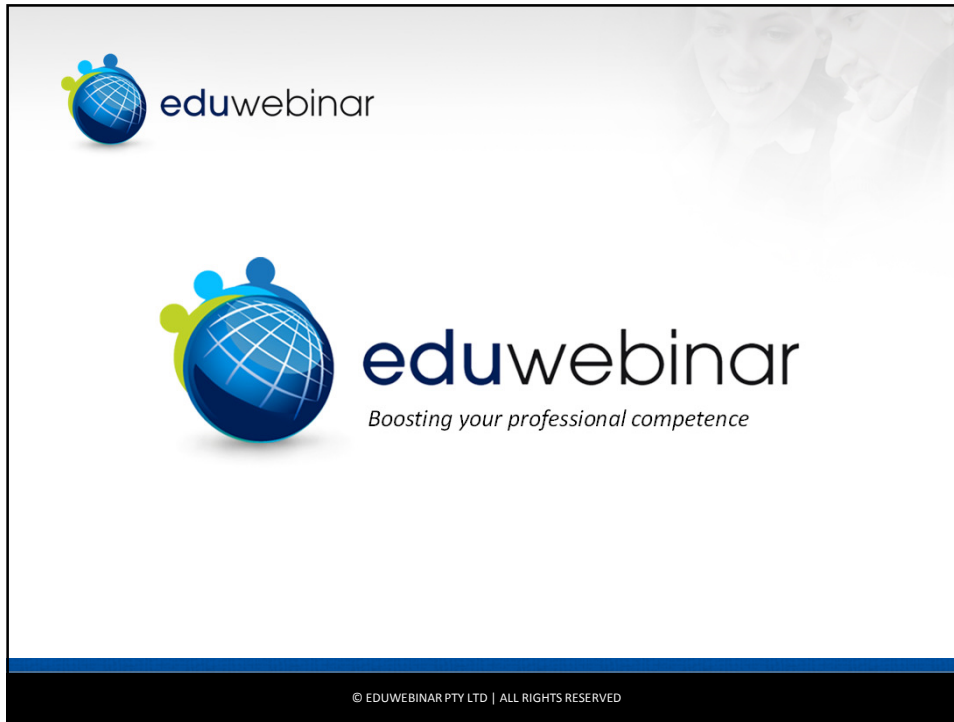 eduwebinar
eduwebinar
Boosting your professional competence
© EDUWEBINAR PTY LTD | ALL RIGHTS RESERVED